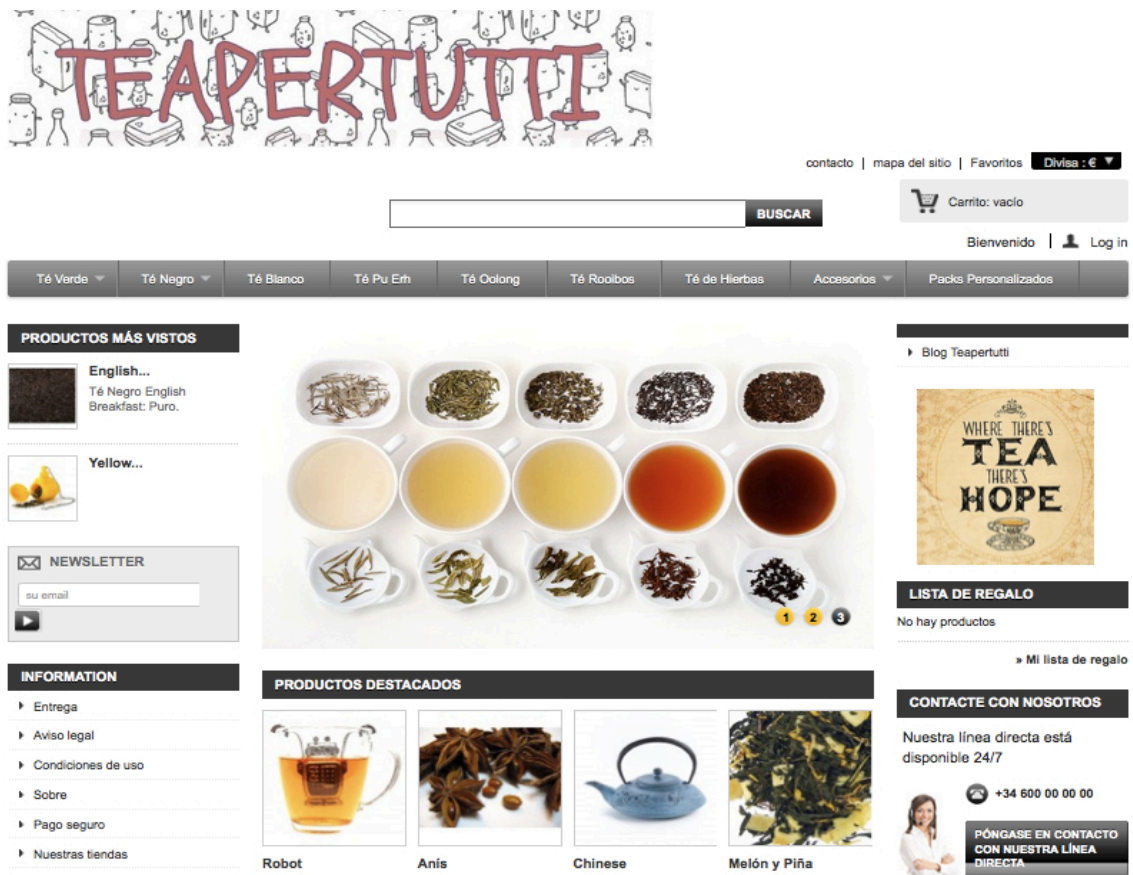 TEAPERTUTTI
contacto | mapa del sitio | Favoritos Divisa : €
Carrito: vacío
BUSCAR
Bienvenido | Log in
Té Verde Té Negro Té Blanco Té Pu Erh Té Oolong Té Rooibos Té de Hierbas Accesorios Packs Personalizados
PRODUCTOS MÁS VISTOS
English...
Té Negro English
Breakfast: Puro.
Yellow...
NEWSLETTER
su email
INFORMATION
Entrega
Aviso legal
Condiciones de uso
Sobre
Pago seguro
Nuestras tiendas
1 2 3
PRODUCTOS DESTACADOS
Robot Anís Chinese Melón y Piña
Blog Teapertutti
WHERE THERE'S
TEA
THERE'S
HOPE
LISTA DE REGALO
No hay productos
» Mi lista de regalo
CONTACTE CON NOSOTROS
Nuestra línea directa está
disponible 24/7
+34 600 00 00 00
PÓNGASE EN CONTACTO
CON NUESTRA LÍNEA
DIRECTA